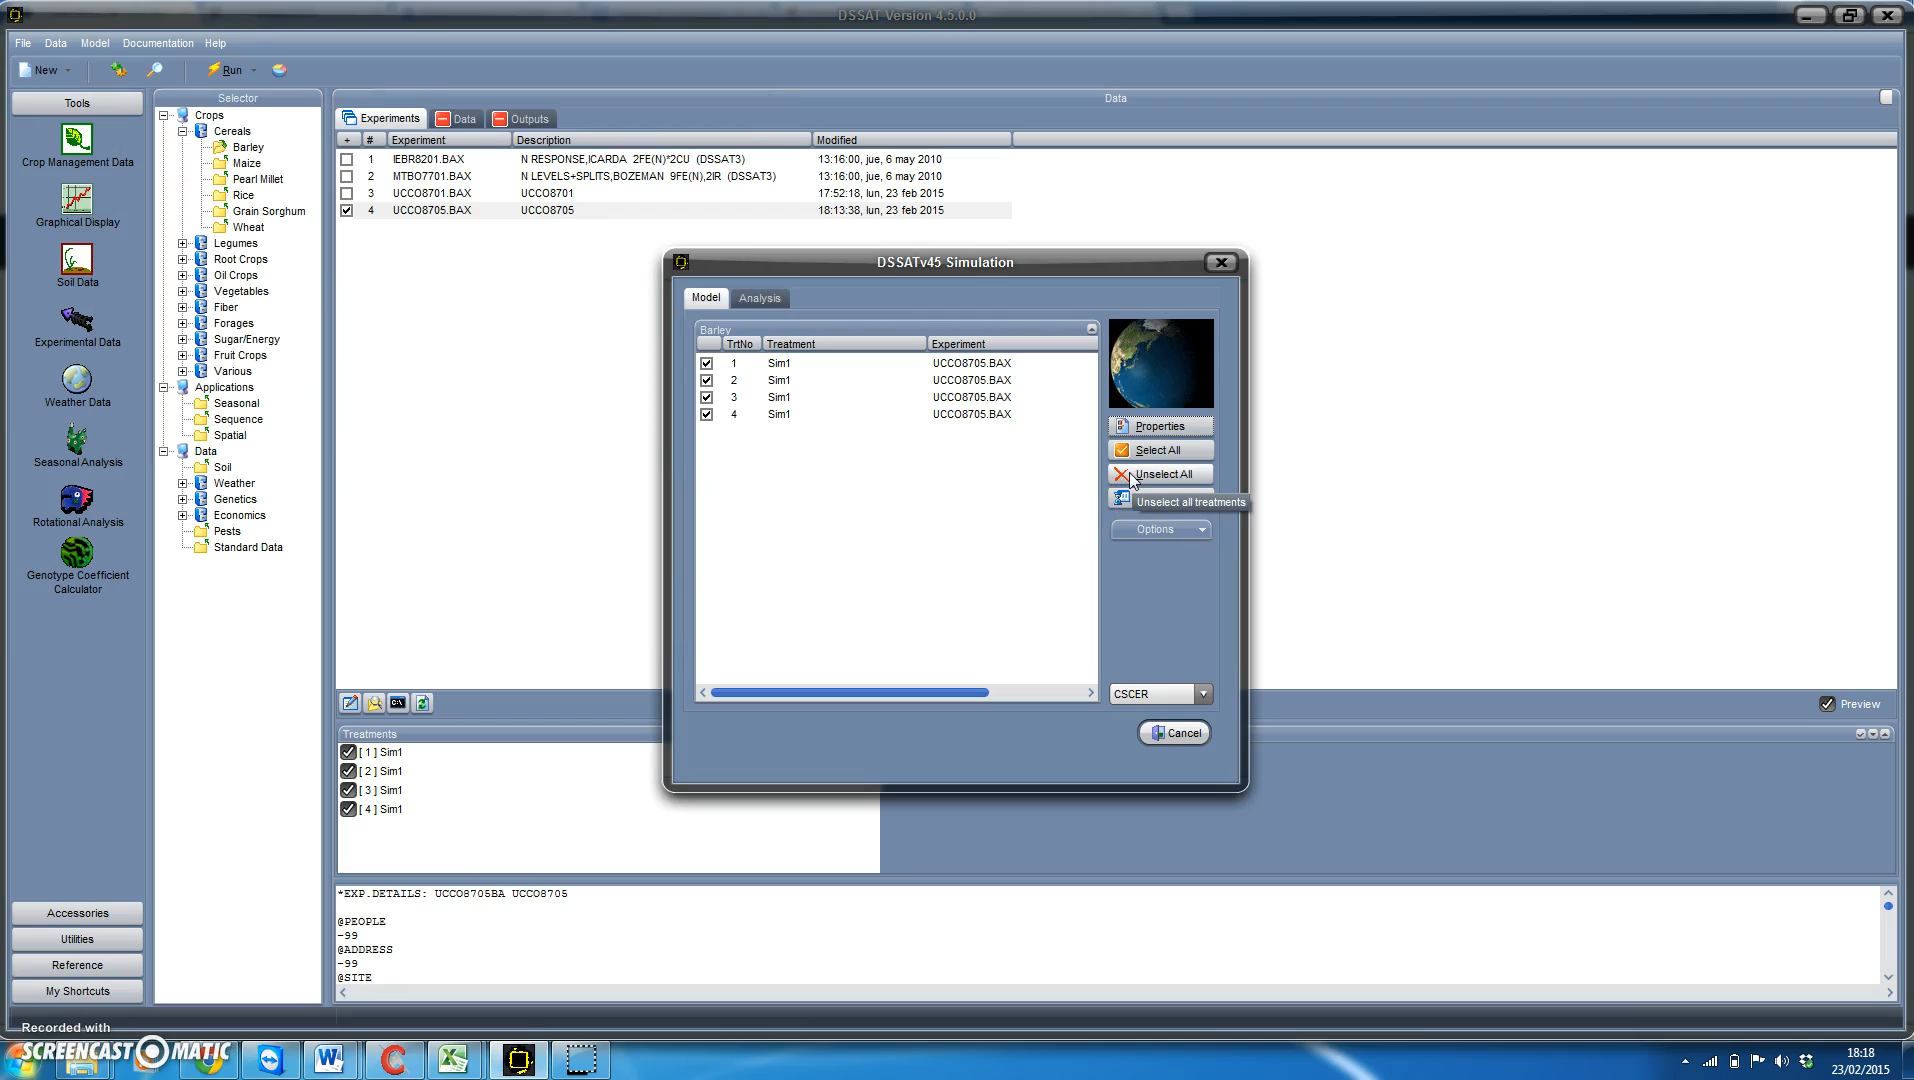 DSSAT Version 4.5.0.0
File Data Model Documentation Help
New Run
Tools
Crop Management Data
Graphical Display
Soil Data
Experimental Data
Weather Data
Seasonal Analysis
Rotational Analysis
Genotype Coefficient
Calculator
Accessories
Utilities
Reference
My Shortcuts
Selector
Crops
Cereals
Barley
Maize
Pearl Millet
Rice
Grain Sorghum
Wheat
Legumes
Root Crops
Oil Crops
Vegetables
Fiber
Forages
Sugar/Energy
Fruit Crops
Various
Applications
Seasonal
Sequence
Spatial
Data
Soil
Weather
Genetics
Economics
Pests
Standard Data
Data
Experiments Data Outputs
+ # Experiment Description Modified
1 IEBR8201.BAX N RESPONSE,ICARDA 2FE(N)*2CU (DSSAT3) 13:16:00, jue, 6 may 2010
2 MTBO7701.BAX N LEVELS+SPLITS,BOZEMAN 9FE(N),2IR (DSSAT3) 13:16:00, jue, 6 may 2010
3 UCCO8701.BAX UCCO8701 17:52:18, lun, 23 feb 2015
4 UCCO8705.BAX UCCO8705 18:13:38, lun, 23 feb 2015
DSSATv45 Simulation
Model Analysis
Barley
TrtNo Treatment Experiment
1 Sim1 UCCO8705.BAX
2 Sim1 UCCO8705.BAX
3 Sim1 UCCO8705.BAX
4 Sim1 UCCO8705.BAX
Properties
Select All
Unselect All
Unselect all treatments
Options
CSCER
Cancel
Preview
Treatments
[ 1 ] Sim1
[ 2 ] Sim1
[ 3 ] Sim1
[ 4 ] Sim1
*EXP.DETAILS: UCCO8705BA UCCO8705
@PEOPLE
-99
@ADDRESS
-99
@SITE
Recorded with
SCREENCAST MATIC
18:18
23/02/2015